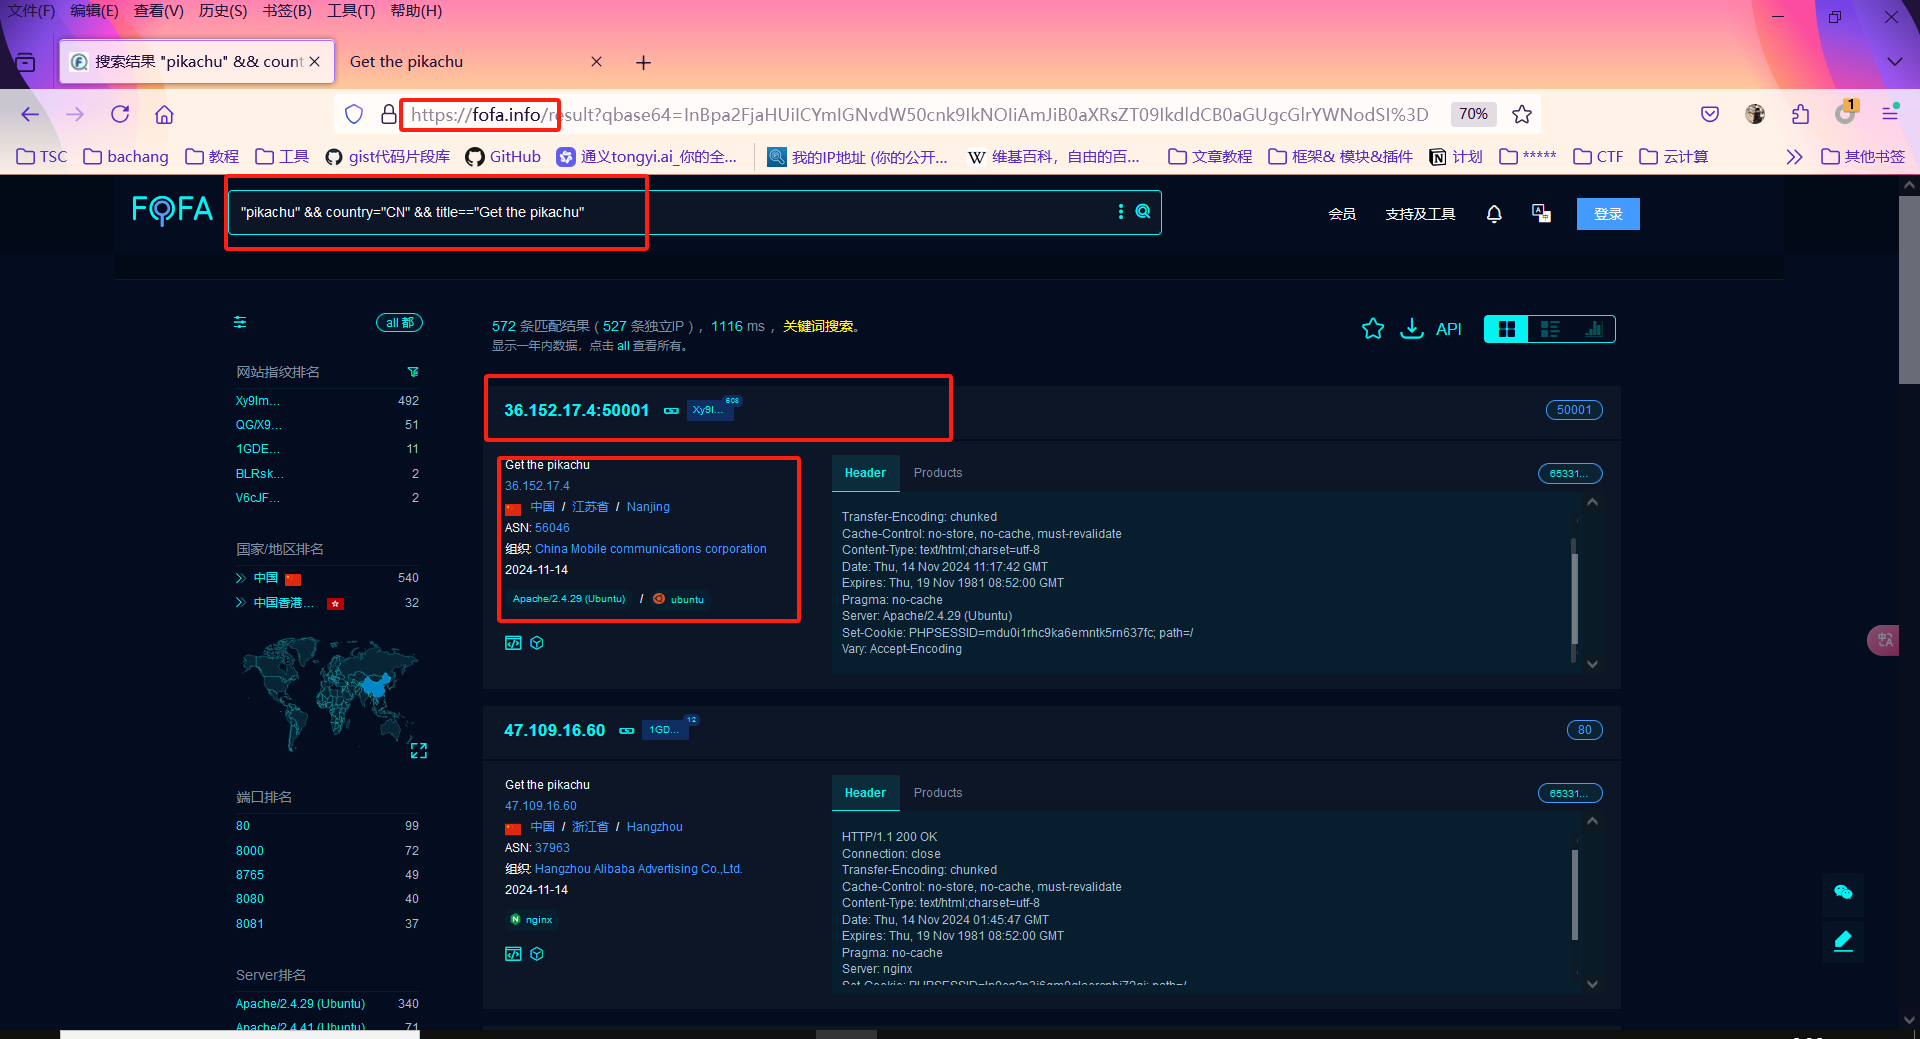 文件(F) 编辑(E) 查看(V) 历史(S) 书签(B) 工具(T) 帮助(H)
搜索结果 "pikachu" && count
Get the pikachu
https://fofa.info/result?qbase64=InBpa2FjaHUiICYmIGNvdW50cnk9IkNOIiAmJiB0aXRsZT09IkdldCB0aGUgcGlrYWNodSI%3D
70%
1
TSC bachang 教程 工具 gist代码片段库 GitHub 通义tongyi.ai_你的全... 我的IP地址 (你的公开... 维基百科，自由的百... 文章教程 框架& 模块&插件 计划 ***** CTF 云计算 其他书签
FOFA
"pikachu" && country="CN" && title=="Get the pikachu"
会员 支持及工具 登录
all 都
572 条匹配结果 ( 527 条独立IP ) ， 1116 ms ， 关键词搜索。
显示一年内数据，点击 all 查看所有。
API
网站指纹排名
Xy9lm... 492
QG/X9... 51
1GDE... 11
BLRsk... 2
V6cJF... 2
国家/地区排名
中国 540
中国香港... 32
端口排名
80 99
8000 72
8765 49
8080 40
8081 37
Server排名
Apache/2.4.29 (Ubuntu) 340
Apache/2.4.41 (Ubuntu) 71
36.152.17.4:50001 Xy9l... 603 50001
Get the pikachu
36.152.17.4
中国 / 江苏省 / Nanjing
ASN: 56046
组织: China Mobile communications corporation
2024-11-14
Apache/2.4.29 (Ubuntu) / ubuntu
Header Products 65331...
Transfer-Encoding: chunked
Cache-Control: no-store, no-cache, must-revalidate
Content-Type: text/html;charset=utf-8
Date: Thu, 14 Nov 2024 11:17:42 GMT
Expires: Thu, 19 Nov 1981 08:52:00 GMT
Pragma: no-cache
Server: Apache/2.4.29 (Ubuntu)
Set-Cookie: PHPSESSID=mdu0i1rhc9ka6emntk5rn637fc; path=/
Vary: Accept-Encoding
47.109.16.60 1GD... 12 80
Get the pikachu
47.109.16.60
中国 / 浙江省 / Hangzhou
ASN: 37963
组织: Hangzhou Alibaba Advertising Co.,Ltd.
2024-11-14
nginx
Header Products 65331...
HTTP/1.1 200 OK
Connection: close
Transfer-Encoding: chunked
Cache-Control: no-store, no-cache, must-revalidate
Content-Type: text/html;charset=utf-8
Date: Thu, 14 Nov 2024 01:45:47 GMT
Expires: Thu, 19 Nov 1981 08:52:00 GMT
Pragma: no-cache
Server: nginx